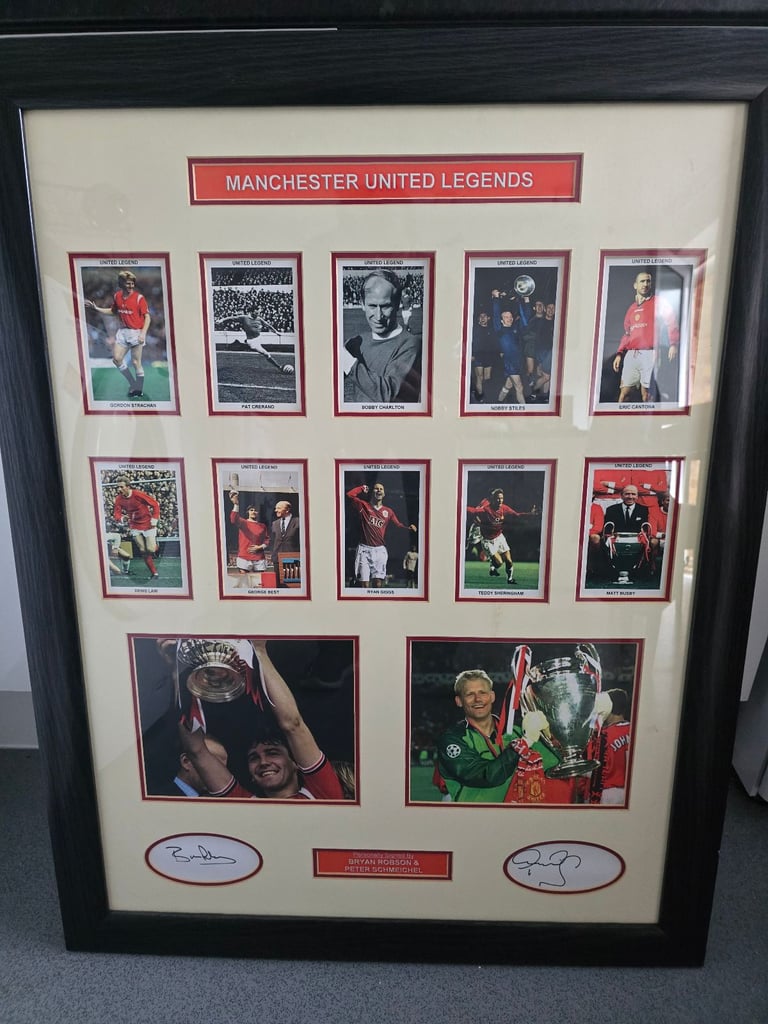 MANCHESTER UNITED LEGENDS
UNITED LEGEND
GORDON STRACHAN
UNITED LEGEND
PAT CRERAND
UNITED LEGEND
BOBBY CHARLTON
UNITED LEGEND
NOBBY STILES
UNITED LEGEND
ERIC CANTONA
UNITED LEGEND
DENIS LAW
UNITED LEGEND
GEORGE BEST
UNITED LEGEND
RYAN GIGGS
AIG
UNITED LEGEND
TEDDY SHERINGHAM
UNITED LEGEND
MATT BUSBY
JOHN
Personally Signed By
BRYAN ROBSON &
PETER SCHMEICHEL